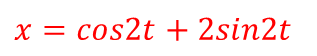 x = cos2t + 2sin2t